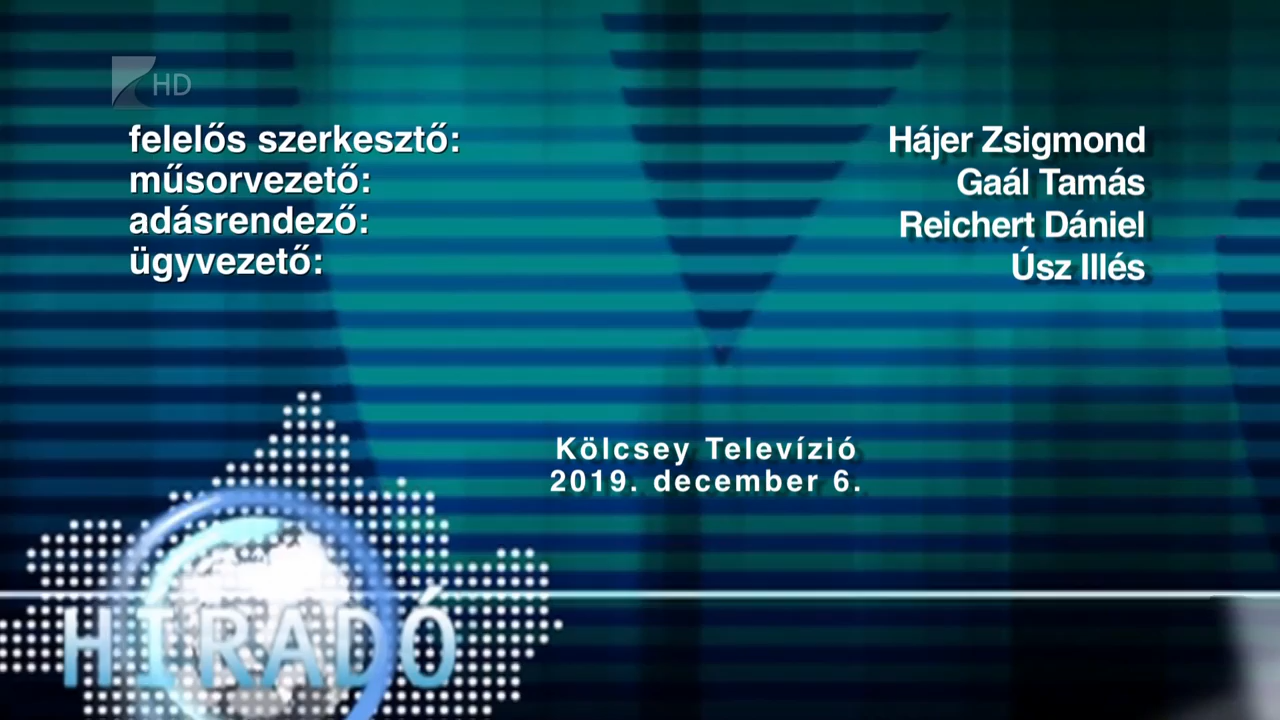 HD
felelős szerkesztő: Hájer Zsigmond
műsorvezető: Gaál Tamás
adásrendező: Reichert Dániel
ügyvezető: Úsz Illés
Kölcsey Televízió
2019. december 6.
HÍRADÓ